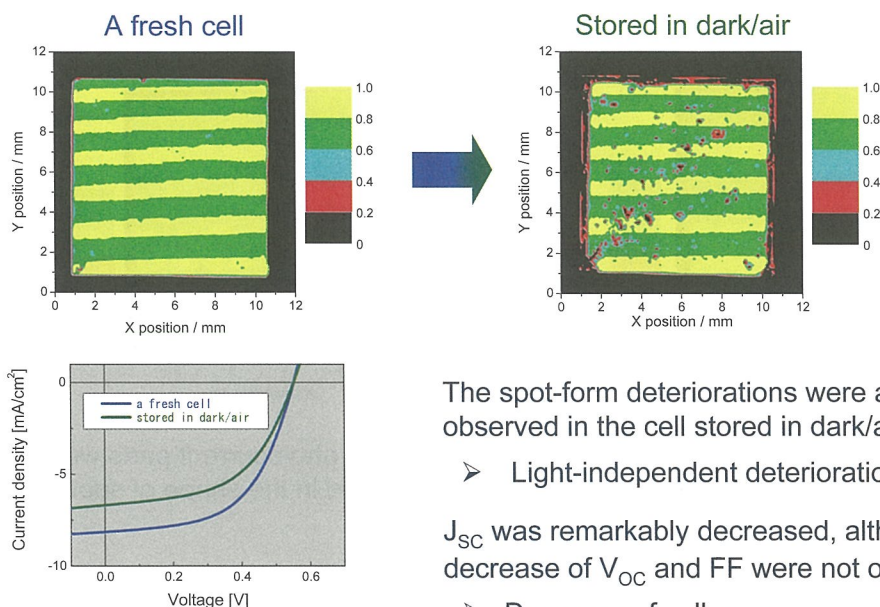 A fresh cell
Stored in dark/air
12
10
8
6
4
2
0
Y position / mm
0 2 4 6 8 10 12
X position / mm
1.0
0.8
0.6
0.4
0.2
0
12
10
8
6
4
2
0
Y position / mm
0 2 4 6 8 10 12
X position / mm
1.0
0.8
0.6
0.4
0.2
0
0
-5
-10
Current density [mA/cm²]
a fresh cell
stored in dark/air
0.0 0.2 0.4 0.6
Voltage [V]
The spot-form deteriorations were a
observed in the cell stored in dark/a
➢ Light-independent deterioratio
J_SC was remarkably decreased, alth
decrease of V_OC and FF were not o